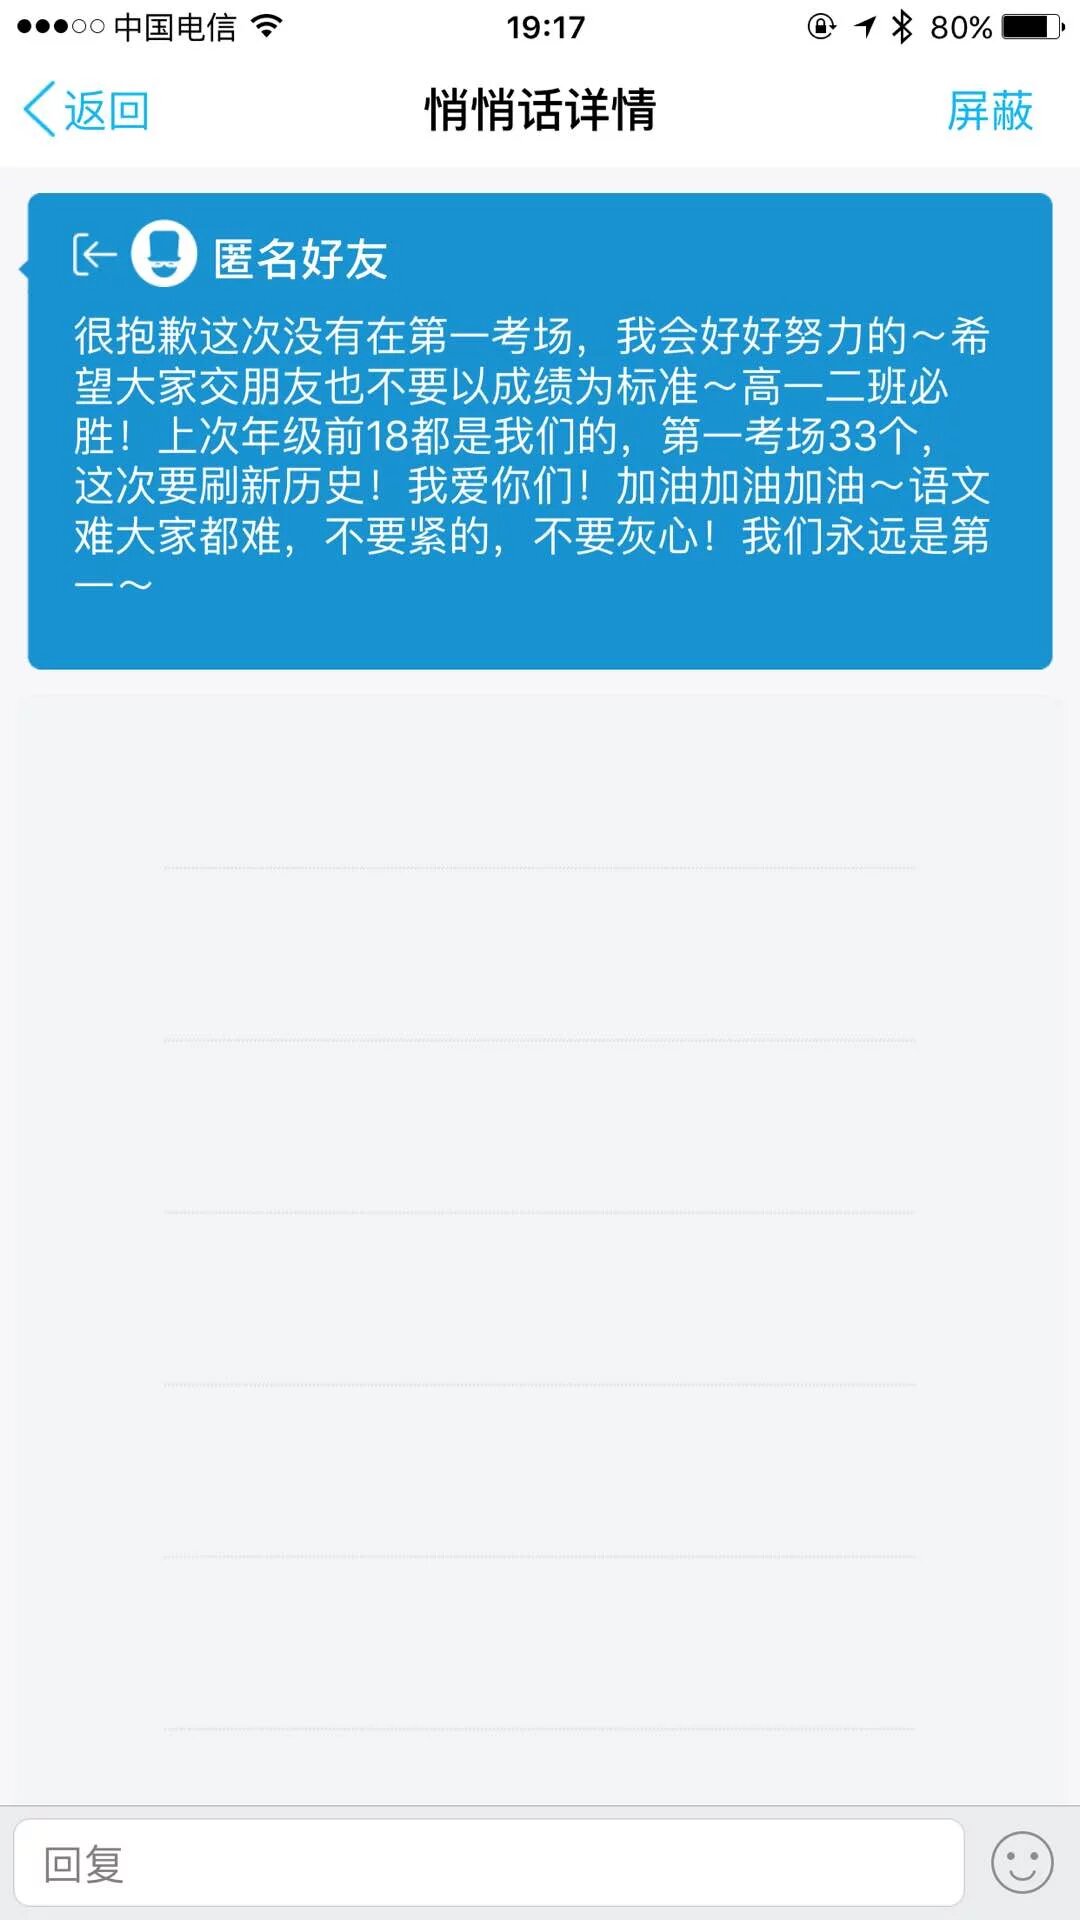 中国电信 19:17 80%
返回 悄悄话详情 屏蔽
匿名好友
很抱歉这次没有在第一考场，我会好好努力的～希
望大家交朋友也不要以成绩为标准～高一二班必
胜！上次年级前18都是我们的，第一考场33个，
这次要刷新历史！我爱你们！加油加油加油～语文
难大家都难，不要紧的，不要灰心！我们永远是第
一～
回复